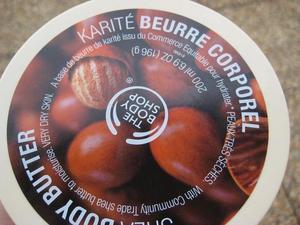 KARITÉ BEURRE CORPOREL
A base de beurre de karité issu du Commerce Equitable pour hydrater. * PEAUX TRÈS SÈCHES
200 ml 6.9 OZ (196 g)
THE
BODY
SHOP
SHEA BODY BUTTER
With Community Trade shea butter to moisturise. VERY DRY SKIN.